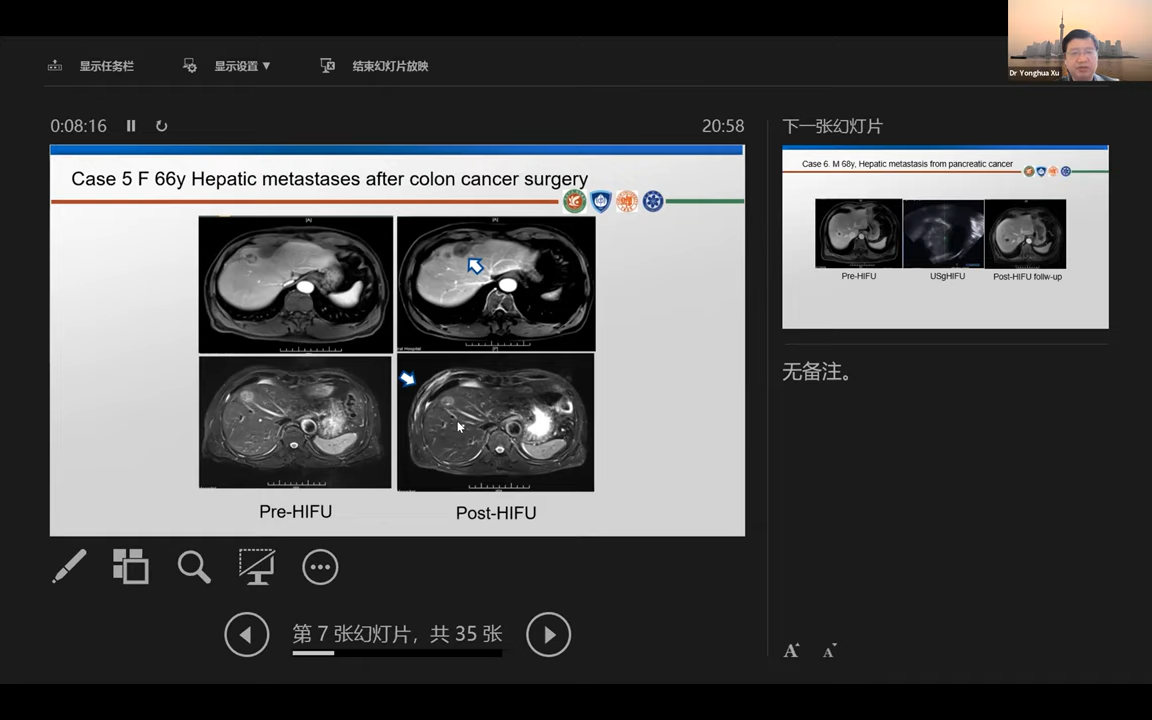 Dr Yonghua Xu
显示任务栏
显示设置▼
结束幻灯片放映
0:08:16
20:58
下一张幻灯片
Case 5 F 66y Hepatic metastases after colon cancer surgery
Pre-HIFU
Post-HIFU
Case 6. M 68y, Hepatic metastasis from pancreatic cancer
Pre-HIFU
USgHIFU
Post-HIFU follw-up
无备注。
第 7 张幻灯片，共 35 张
A
A